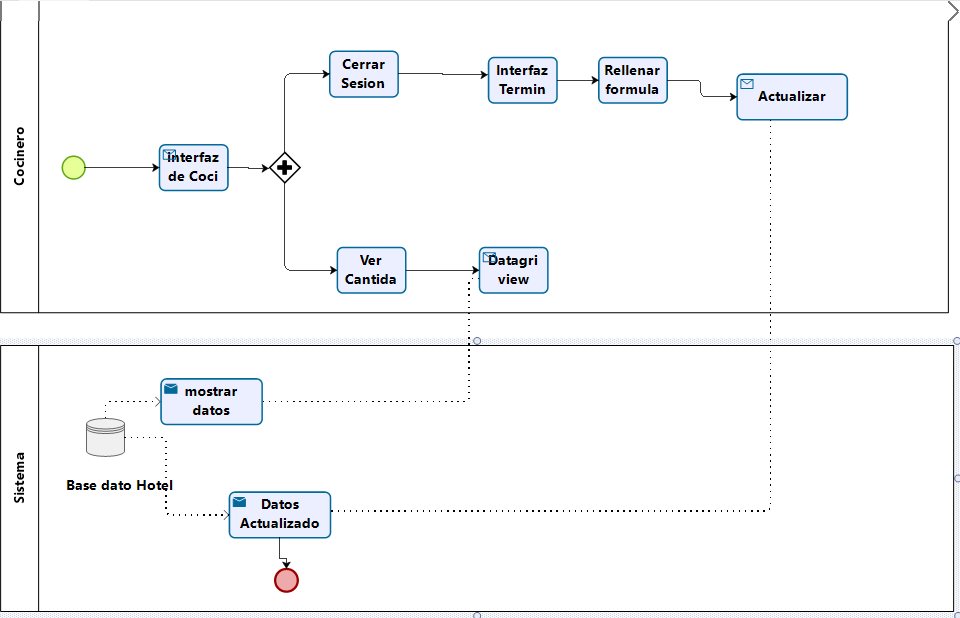 Cocinero
Interfaz
de Coci
Cerrar
Sesion
Interfaz
Termin
Rellenar
formula
Actualizar
Ver
Cantida
Datagri
view
Sistema
mostrar
datos
Base dato Hotel
Datos
Actualizado